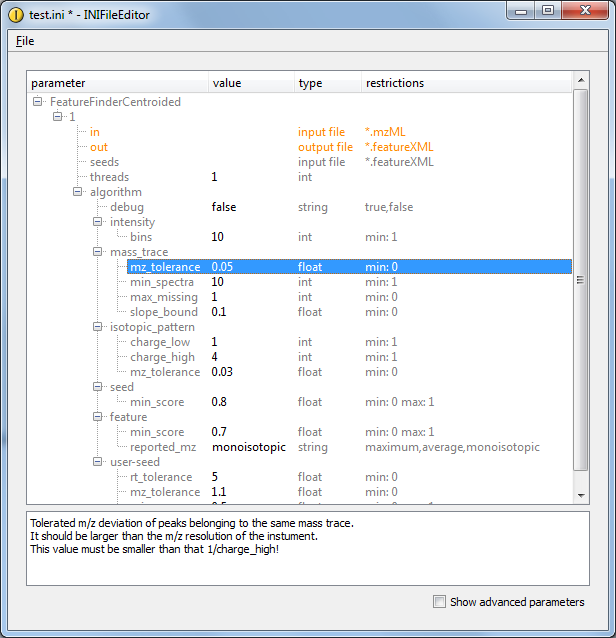 test.ini * - INIFileEditor
File
parameter value type restrictions
FeatureFinderCentroided
1
in input file *.mzML
out output file *.featureXML
seeds input file *.featureXML
threads 1 int
algorithm
debug false string true,false
intensity
bins 10 int min: 1
mass_trace
mz_tolerance 0.05 float min: 0
min_spectra 10 int min: 1
max_missing 1 int min: 0
slope_bound 0.1 float min: 0
isotopic_pattern
charge_low 1 int min: 1
charge_high 4 int min: 1
mz_tolerance 0.03 float min: 0
seed
min_score 0.8 float min: 0 max: 1
feature
min_score 0.7 float min: 0 max: 1
reported_mz monoisotopic string maximum,average,monoisotopic
user-seed
rt_tolerance 5 float min: 0
mz_tolerance 1.1 float min: 0
Tolerated m/z deviation of peaks belonging to the same mass trace.
It should be larger than the m/z resolution of the instument.
This value must be smaller than that 1/charge_high!
Show advanced parameters